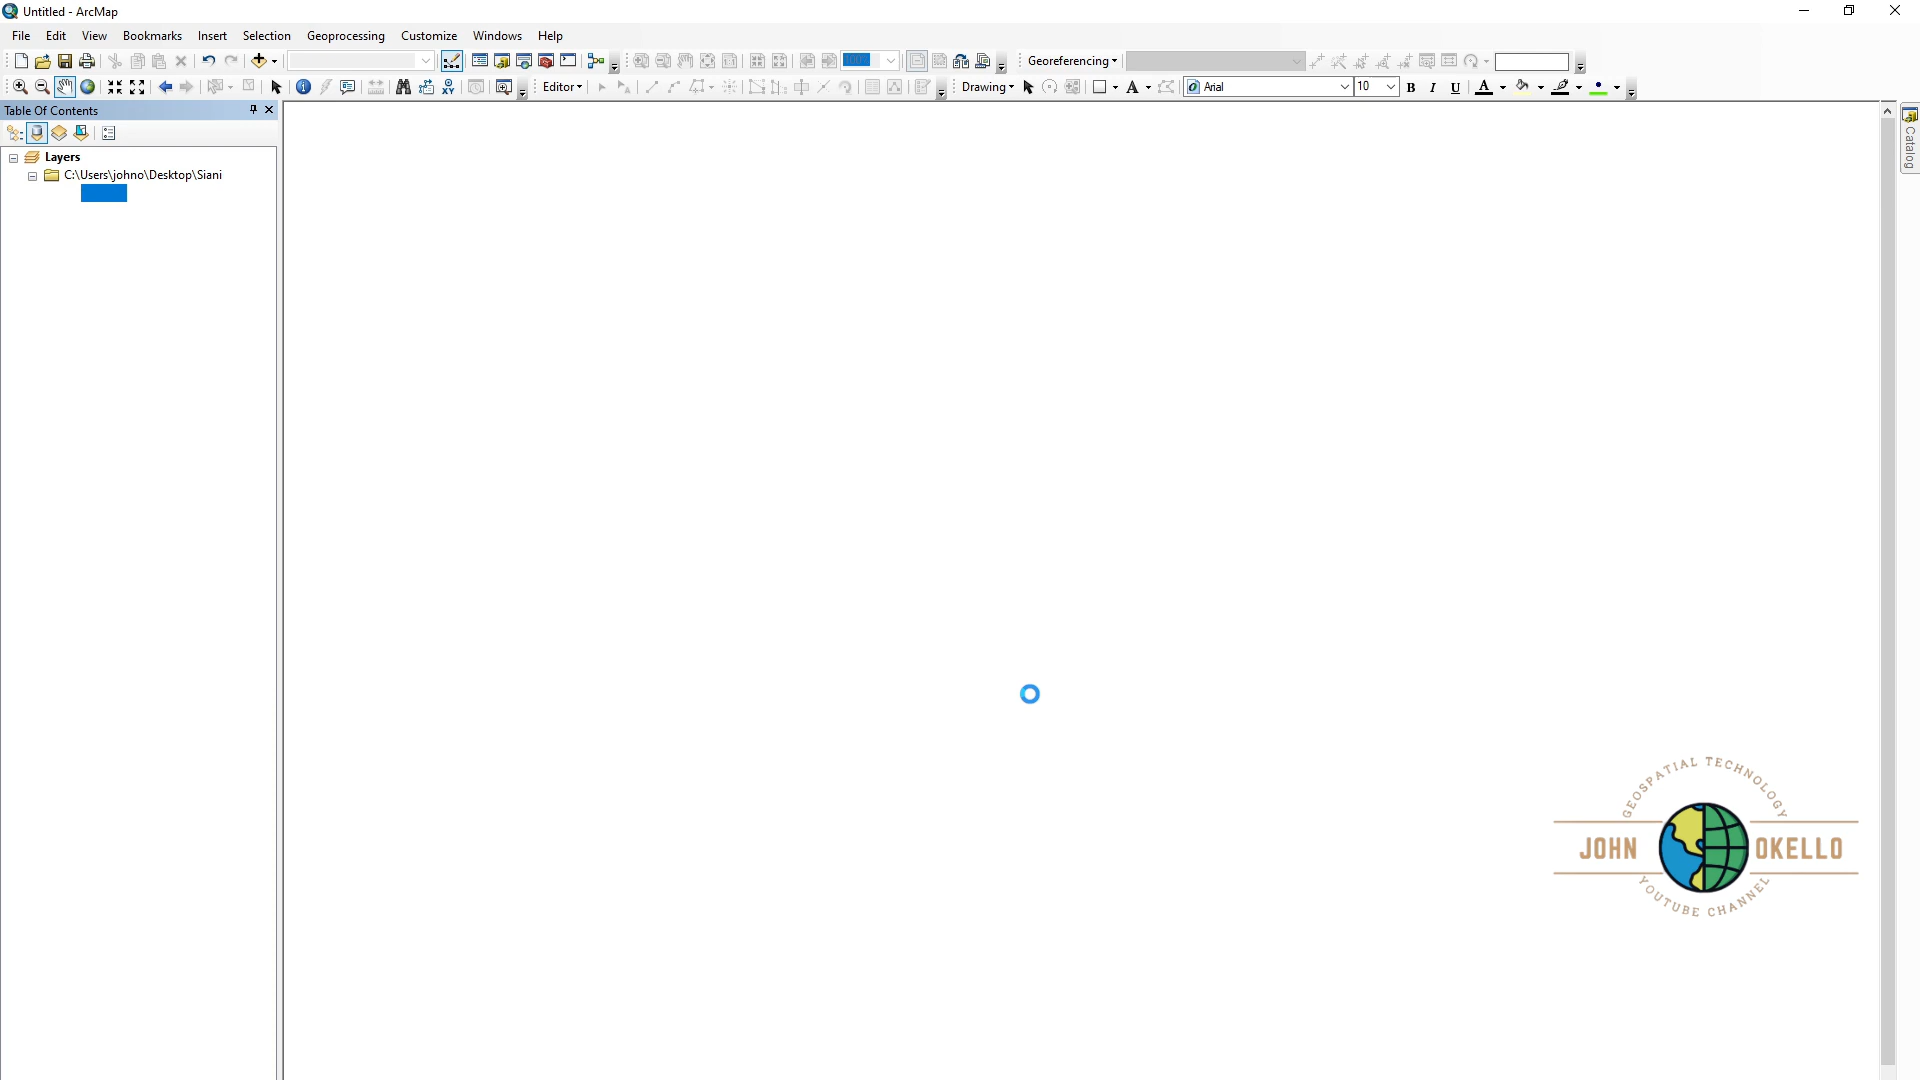 Untitled - ArcMap
File Edit View Bookmarks Insert Selection Geoprocessing Customize Windows Help
100% Georeferencing
Editor Drawing A Arial 10 B I U A
Table Of Contents
Catalog
Layers
C:\Users\johno\Desktop\Siani
GEOSPATIAL TECHNOLOGY
JOHN OKELLO
YOUTUBE CHANNEL